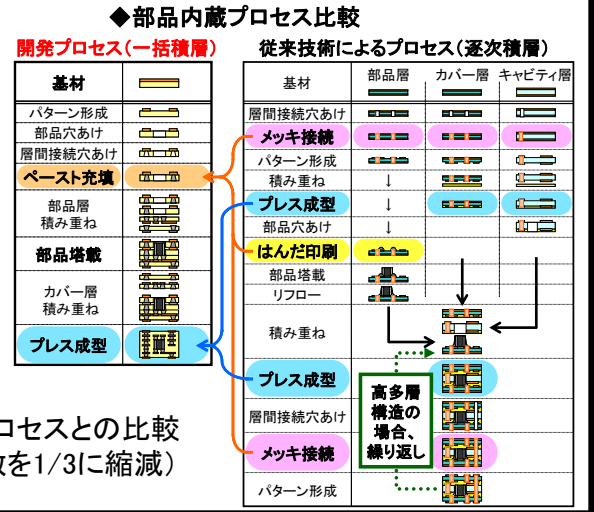 ◆部品内蔵プロセス比較
開発プロセス(一括積層)
基材
パターン形成
部品穴あけ
層間接続穴あけ
ペースト充填
部品層
積み重ね
部品塔載
カバー層
積み重ね
プレス成型
従来技術によるプロセス(逐次積層)
基材
部品層
カバー層
キャビティ層
層間接続穴あけ
メッキ接続
パターン形成
積み重ね
↓
プレス成型
↓
部品穴あけ
↓
はんだ印刷
部品塔載
リフロー
積み重ね
プレス成型
層間接続穴あけ
メッキ接続
パターン形成
高多層
構造の
場合、
繰り返し
ロセスとの比較
数を1/3に縮減)